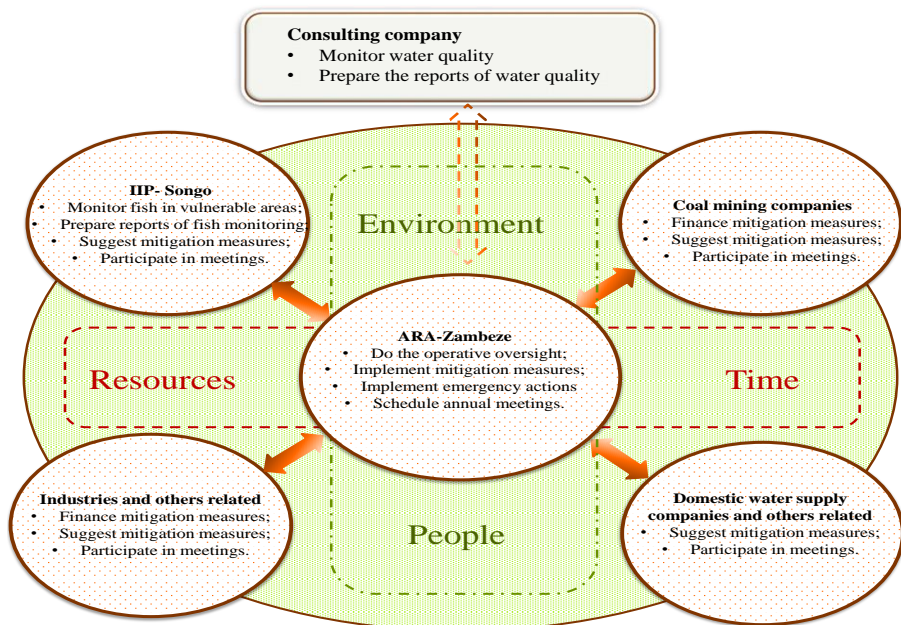 Consulting company
• Monitor water quality
• Prepare the reports of water quality
IIP- Songo
• Monitor fish in vulnerable areas;
• Prepare reports of fish monitoring;
• Suggest mitigation measures;
• Participate in meetings.
Environment
Coal mining companies
• Finance mitigation measures;
• Suggest mitigation measures;
• Participate in meetings.
Resources
ARA-Zambeze
• Do the operative oversight;
• Implement mitigation measures;
• Implement emergency actions
• Schedule annual meetings.
Time
Industries and others related
• Finance mitigation measures;
• Suggest mitigation measures;
• Participate in meetings.
People
Domestic water supply
companies and others related
• Suggest mitigation measures;
• Participate in meetings.